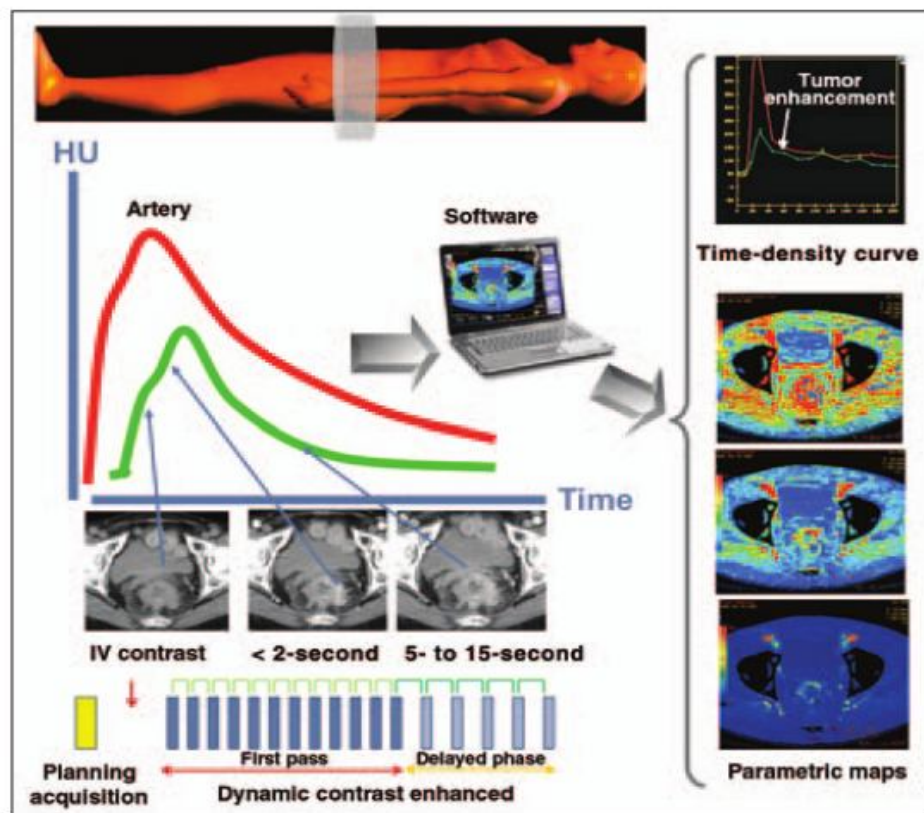 HU
Artery
Software
Tumor
enhancement
Time-density curve
Time
IV contrast
< 2-second
5- to 15-second
First pass
Delayed phase
Planning
acquisition
Dynamic contrast enhanced
Parametric maps